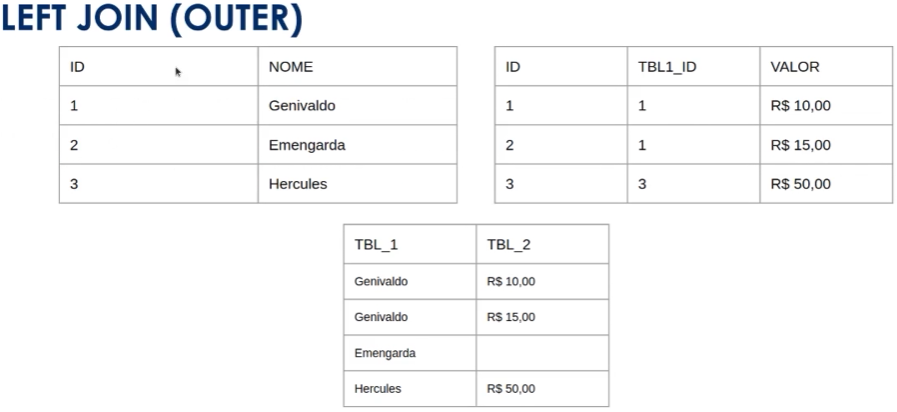 LEFT JOIN (OUTER)
ID NOME
1 Genivaldo
2 Emengarda
3 Hercules
ID TBL1_ID VALOR
1 1 R$ 10,00
2 1 R$ 15,00
3 3 R$ 50,00
TBL_1 TBL_2
Genivaldo R$ 10,00
Genivaldo R$ 15,00
Emengarda
Hercules R$ 50,00